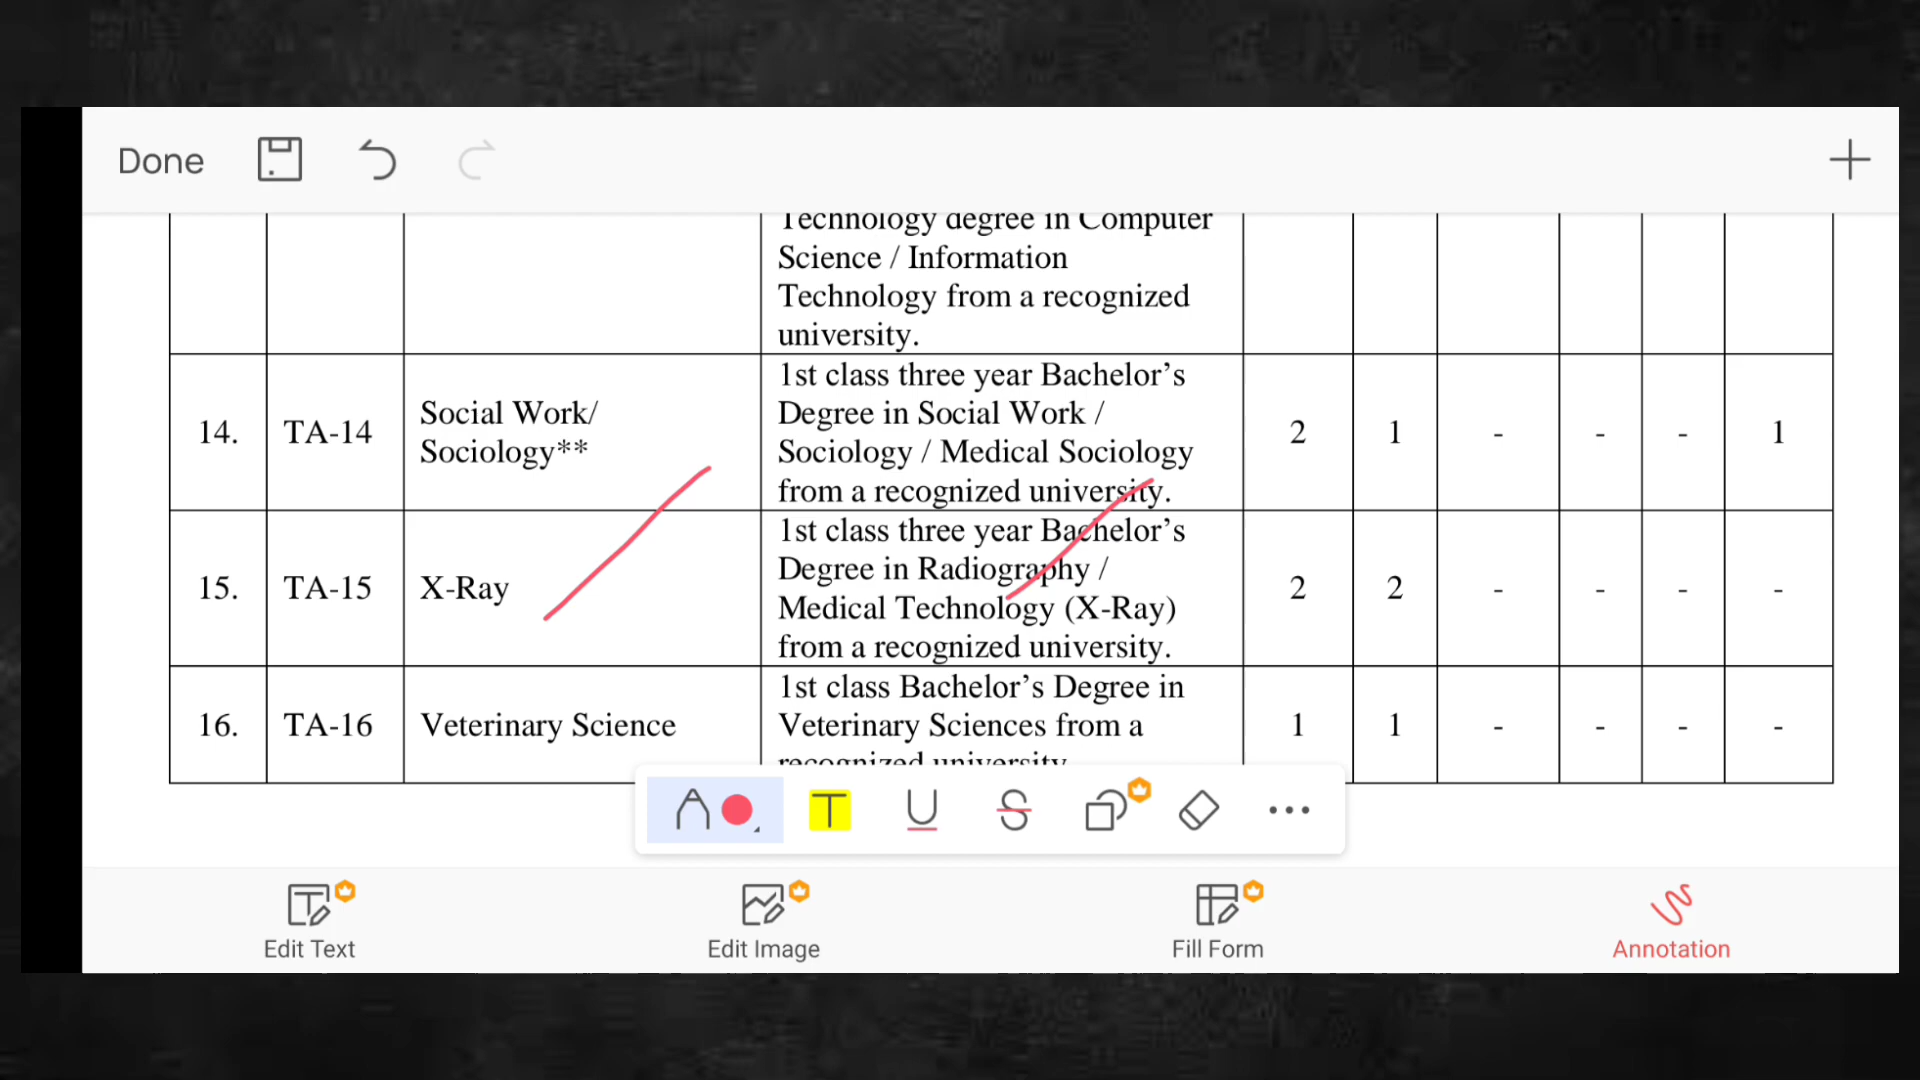 Done
Technology degree in Computer
Science / Information
Technology from a recognized
university.
14. TA-14 Social Work/
Sociology** 1st class three year Bachelor’s
Degree in Social Work /
Sociology / Medical Sociology
from a recognized university. 2 1 - - - 1
15. TA-15 X-Ray 1st class three year Bachelor’s
Degree in Radiography /
Medical Technology (X-Ray)
from a recognized university. 2 2 - - - -
16. TA-16 Veterinary Science 1st class Bachelor’s Degree in
Veterinary Sciences from a
recognized university 1 1 - - - -
T U S
Edit Text
Edit Image
Fill Form
Annotation